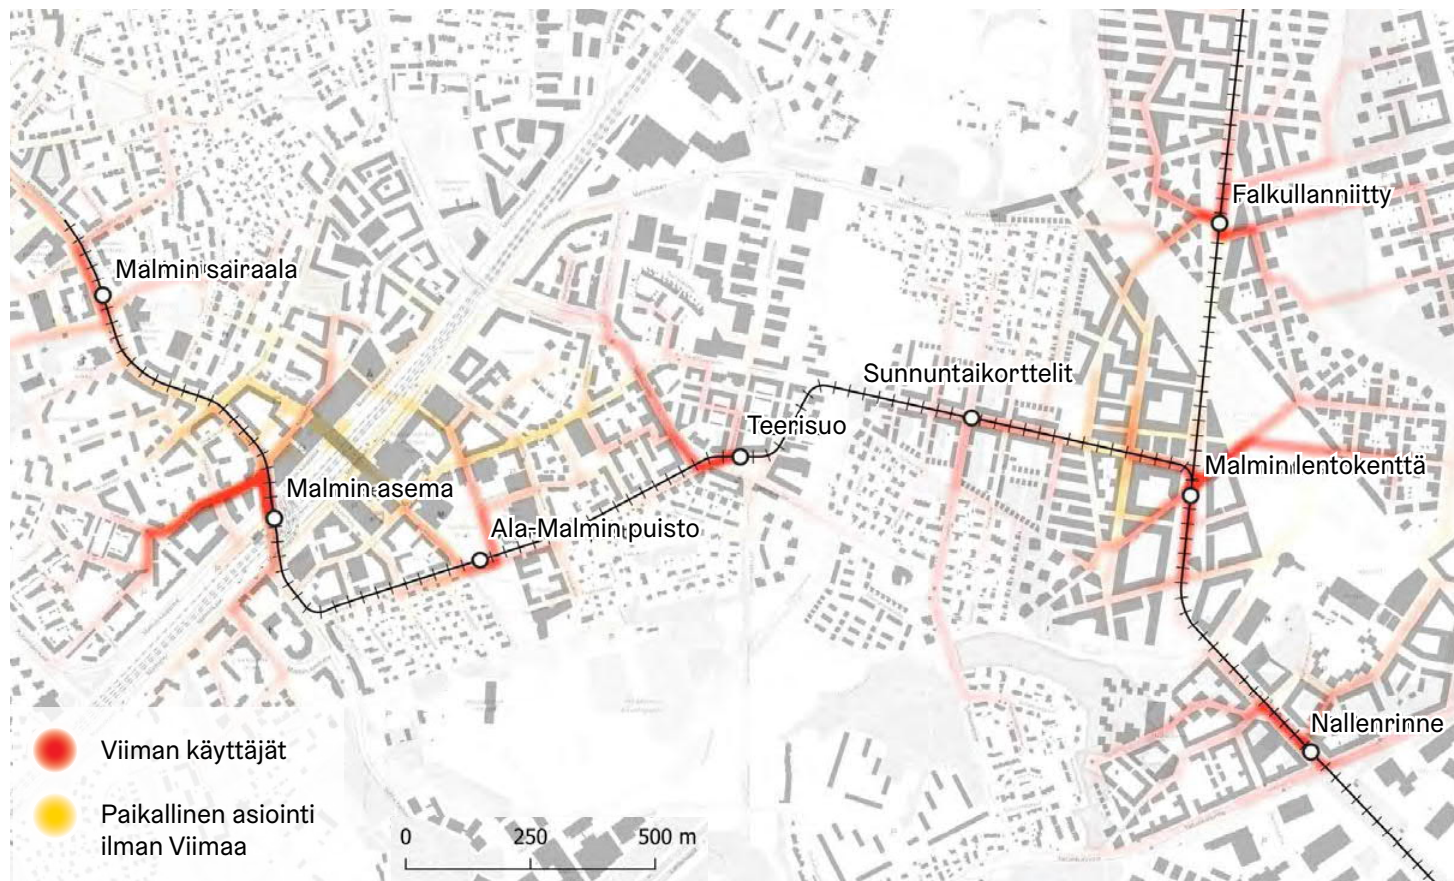 Falkullanniitty
Malmin sairaala
Sunnuntaikorttelit
Teerisuo
Malmin lentokenttä
Malmin asema
Ala-Malmin puisto
Nallenrinne
Viiman käyttäjät
Paikallinen asiointi
ilman Viimaa
0 250 500 m